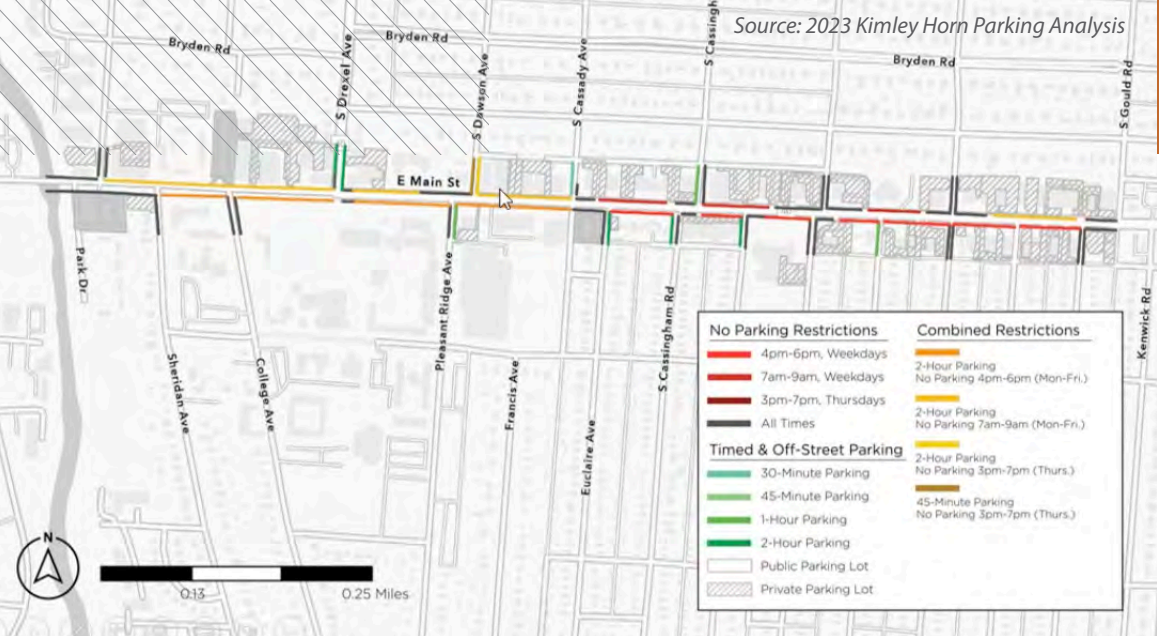 Source: 2023 Kimley Horn Parking Analysis
Bryden Rd
Bryden Rd
Bryden Rd
S Drexel Ave
S Dawson Ave
S Cassady Ave
S Cassingh
S Gould Rd
E Main St
Park Dr
Sheridan Ave
College Ave
Pleasant Ridge Ave
Francis Ave
Euclaire Ave
S Cassingham Rd
Kenwick Rd
No Parking Restrictions
4pm-6pm, Weekdays
7am-9am, Weekdays
3pm-7pm, Thursdays
All Times
Timed & Off-Street Parking
30-Minute Parking
45-Minute Parking
1-Hour Parking
2-Hour Parking
Public Parking Lot
Private Parking Lot
Combined Restrictions
2-Hour Parking
No Parking 4pm-6pm (Mon-Fri.)
2-Hour Parking
No Parking 7am-9am (Mon-Fri.)
2-Hour Parking
No Parking 3pm-7pm (Thurs.)
45-Minute Parking
No Parking 3pm-7pm (Thurs.)
N
0.13
0.25 Miles